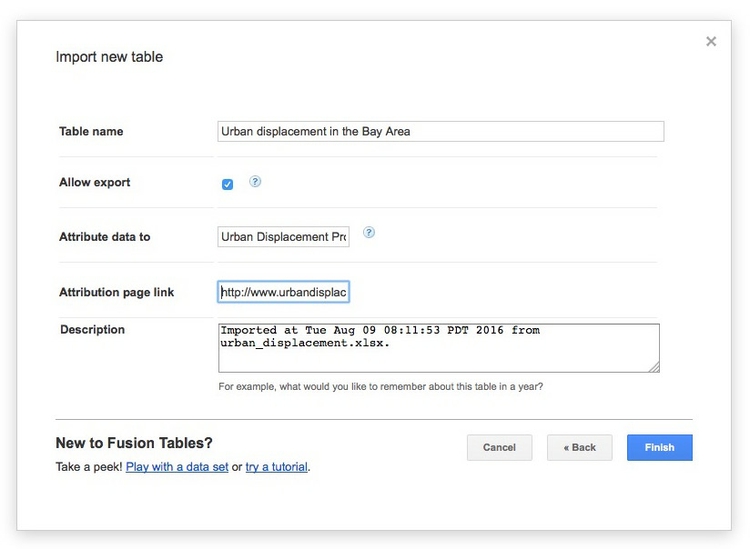 Import new table
Table name
Urban displacement in the Bay Area
Allow export
?
Attribute data to
Urban Displacement Pro
?
Attribution page link
http://www.urbandisplac
Description
Imported at Tue Aug 09 08:11:53 PDT 2016 from
urban_displacement.xlsx.
For example, what would you like to remember about this table in a year?
New to Fusion Tables?
Take a peek! Play with a data set or try a tutorial.
Cancel
« Back
Finish